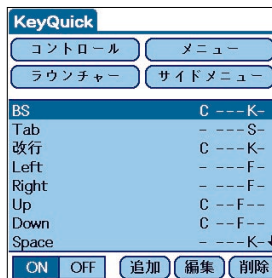 KeyQuick
コントロール メニュー
ラウンチャー サイドメニュー
BS C ---K-
Tab - ---S-
改行 C ---K-
Left - ---F-
Right - ---F-
Up C --F--
Down C --F--
Space - ---K-
ON OFF 追加 編集 削除